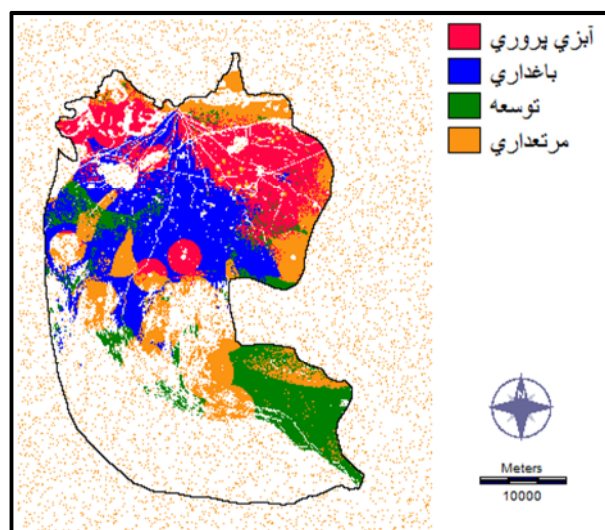 آبزي پروري
باغداري
توسعه
مرتعداري
N
Meters
10000